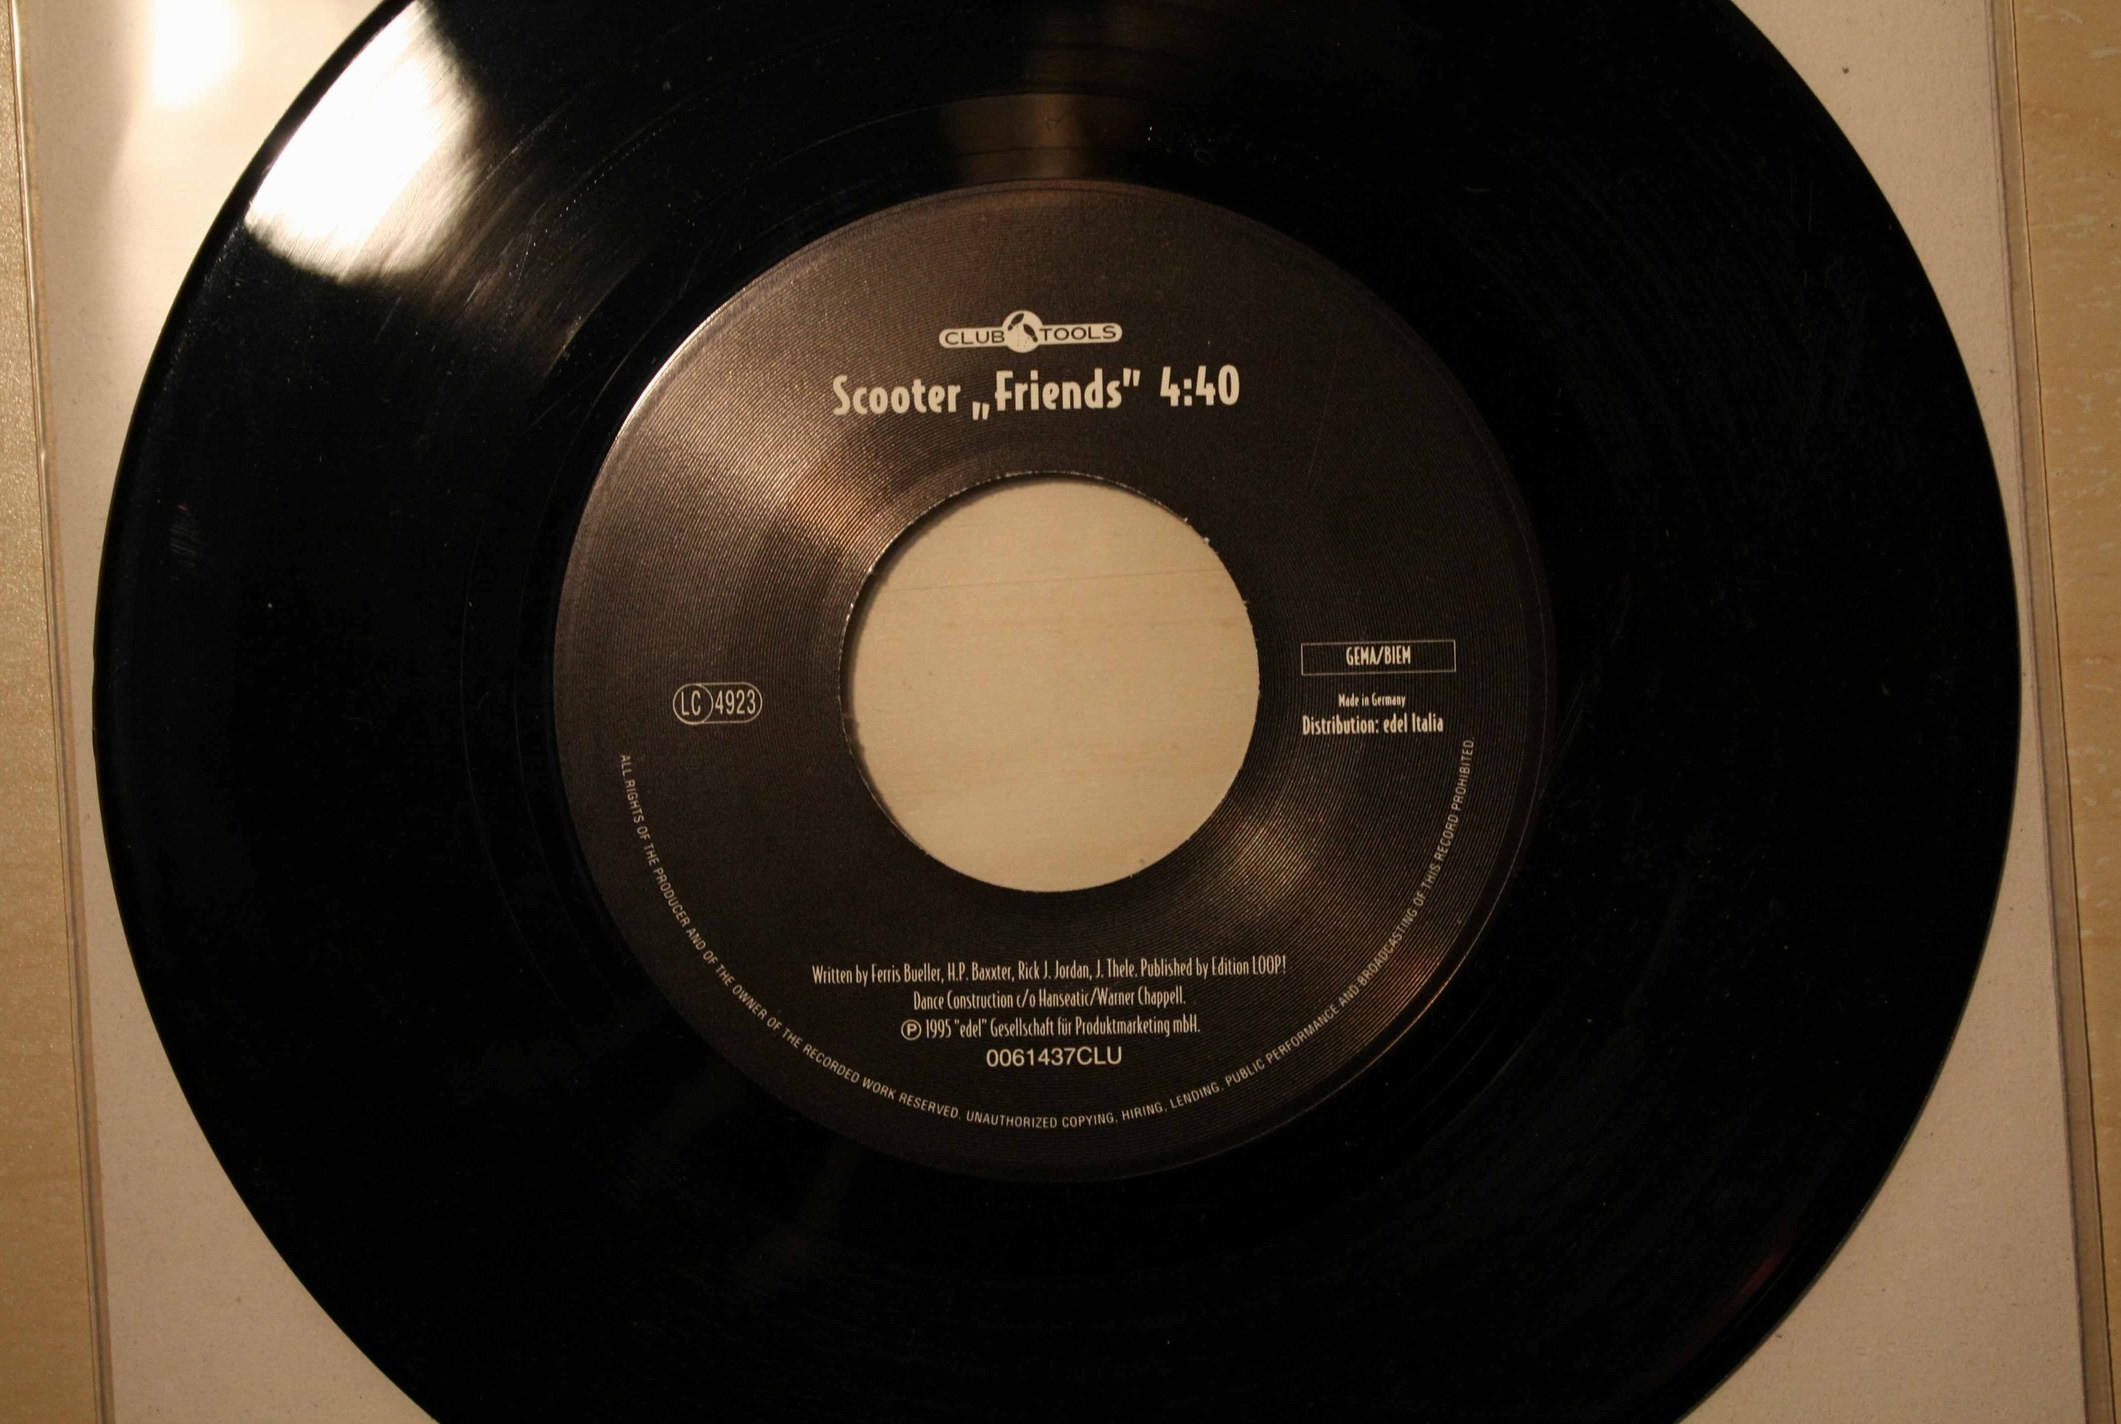 CLUB TOOLS
Scooter „Friends" 4:40
LC 4923
GEMA/BIEM
Made in Germany
Distribution: edel Italia
Written by Ferris Bueller, H.P. Baxxter, Rick J. Jordan, J. Thele. Published by Edition LOOP!
Dance Construction c/o Hanseatic/Warner Chappell.
Ⓟ 1995 "edel" Gesellschaft für Produktmarketing mbH.
0061437CLU
ALL RIGHTS OF THE PRODUCER AND OF THE OWNER OF THE RECORDED WORK RESERVED. UNAUTHORIZED COPYING, HIRING, LENDING, PUBLIC PERFORMANCE AND BROADCASTING OF THIS RECORD PROHIBITED.